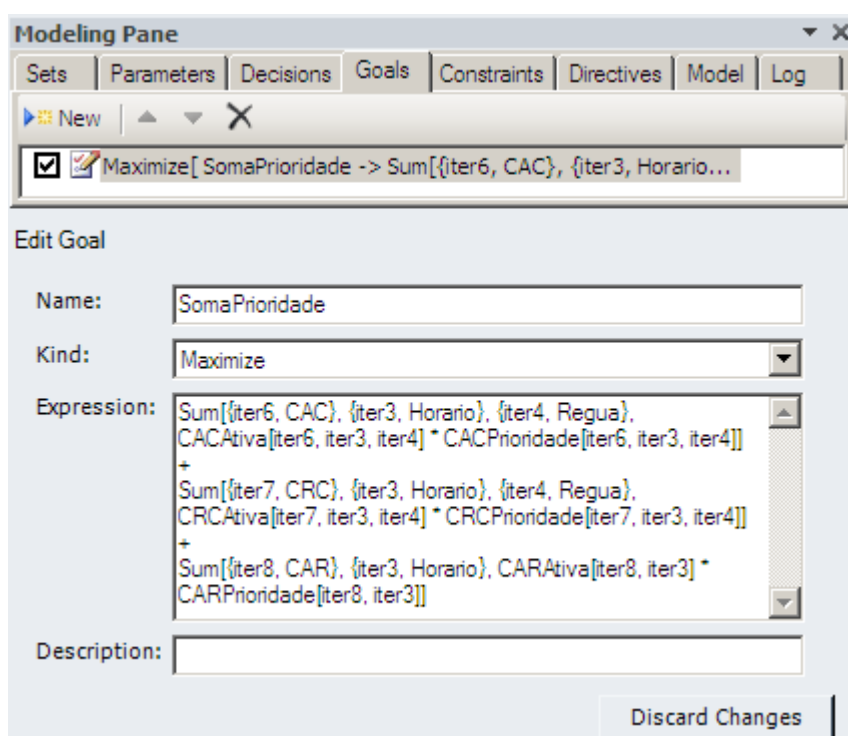 Modeling Pane
Sets Parameters Decisions Goals Constraints Directives Model Log
New
Maximize[ SomaPrioridade -> Sum[{iter6, CAC}, {iter3, Horario...
Edit Goal
Name: SomaPrioridade
Kind: Maximize
Expression: Sum[{iter6, CAC}, {iter3, Horario}, {iter4, Regua},
CACAtiva[iter6, iter3, iter4] * CACPrioridade[iter6, iter3, iter4]]
+
Sum[{iter7, CRC}, {iter3, Horario}, {iter4, Regua},
CRCAtiva[iter7, iter3, iter4] * CRCPrioridade[iter7, iter3, iter4]]
+
Sum[{iter8, CAR}, {iter3, Horario}, CARAtiva[iter8, iter3] *
CARPrioridade[iter8, iter3]]
Description:
Discard Changes